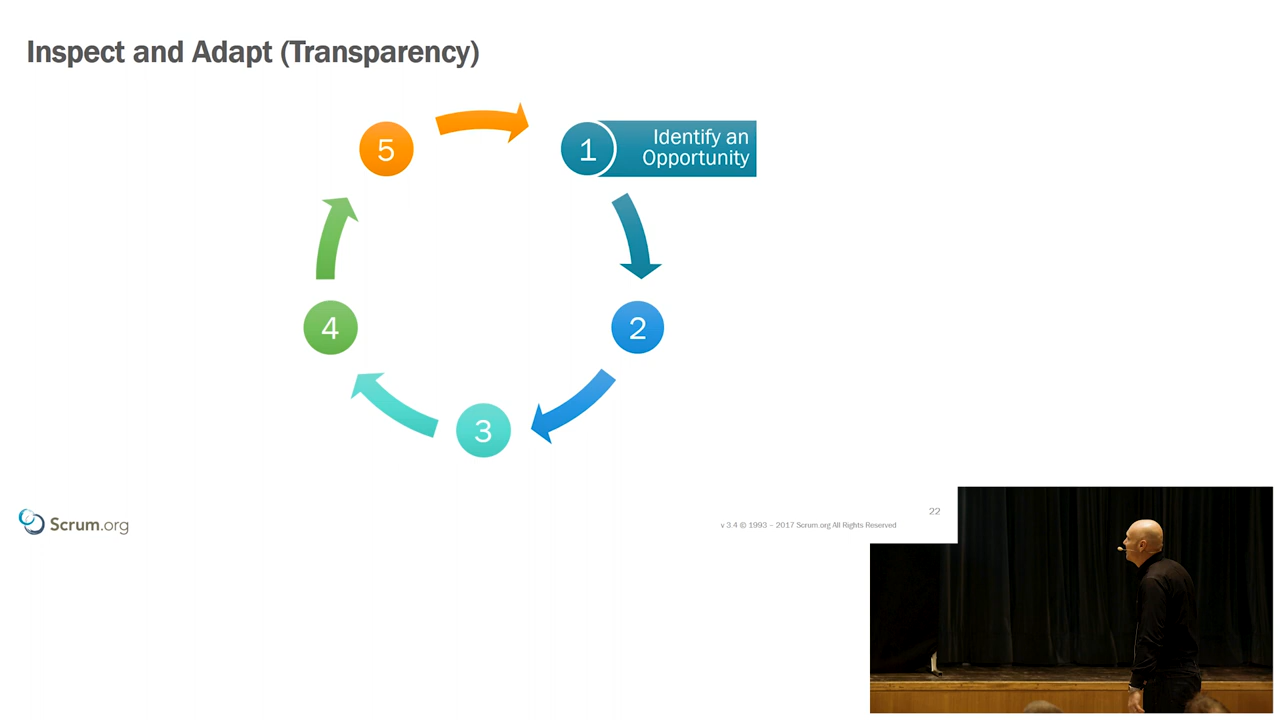 Inspect and Adapt (Transparency)
5
1
Identify an
Opportunity
2
4
3
Scrum.org
22
v 3.4 © 1993 – 2017 Scrum.org All Rights Reserved